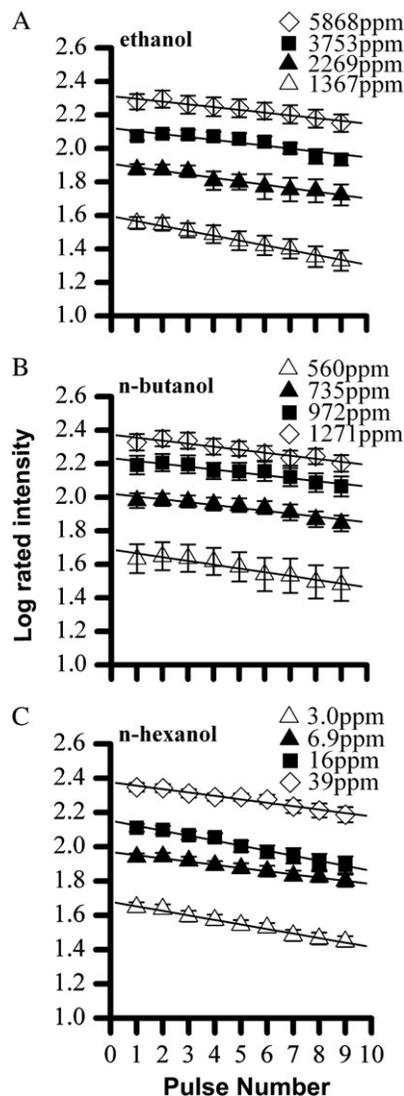 A
ethanol
5868ppm
3753ppm
2269ppm
1367ppm
2.6
2.4
2.2
2.0
1.8
1.6
1.4
1.2
1.0
B
n-butanol
560ppm
735ppm
972ppm
1271ppm
2.6
2.4
2.2
2.0
1.8
1.6
1.4
1.2
1.0
Log rated intensity
C
n-hexanol
3.0ppm
6.9ppm
16ppm
39ppm
2.6
2.4
2.2
2.0
1.8
1.6
1.4
1.2
1.0
0 1 2 3 4 5 6 7 8 9 10
Pulse Number